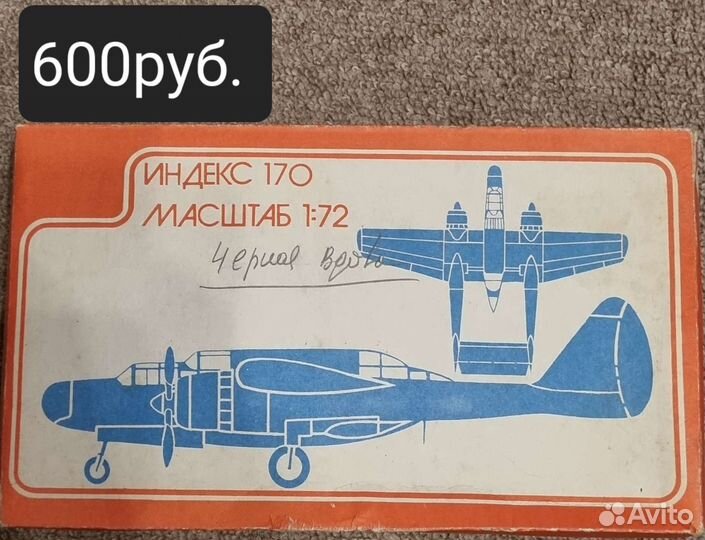 600руб.
ИНДЕКС 170
МАСШТАБ 1:72
Черная Вдова
Avito